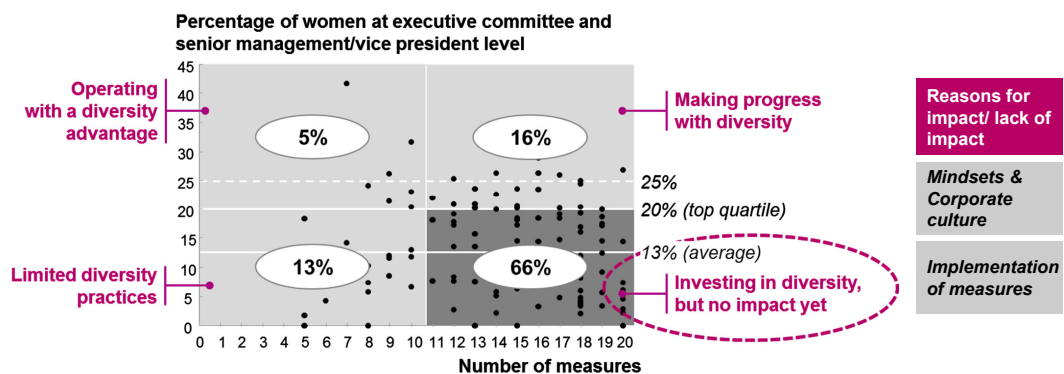 Percentage of women at executive committee and
senior management/vice president level
Operating
with a diversity
advantage
Limited diversity
practices
45
40
35
30
25
20
15
10
5
0
5%
16%
13%
66%
0 1 2 3 4 5 6 7 8 9 10 11 12 13 14 15 16 17 18 19 20
Number of measures
Making progress
with diversity
25%
20% (top quartile)
13% (average)
Investing in diversity,
but no impact yet
Reasons for
impact/ lack of
impact
Mindsets &
Corporate
culture
Implementation
of measures